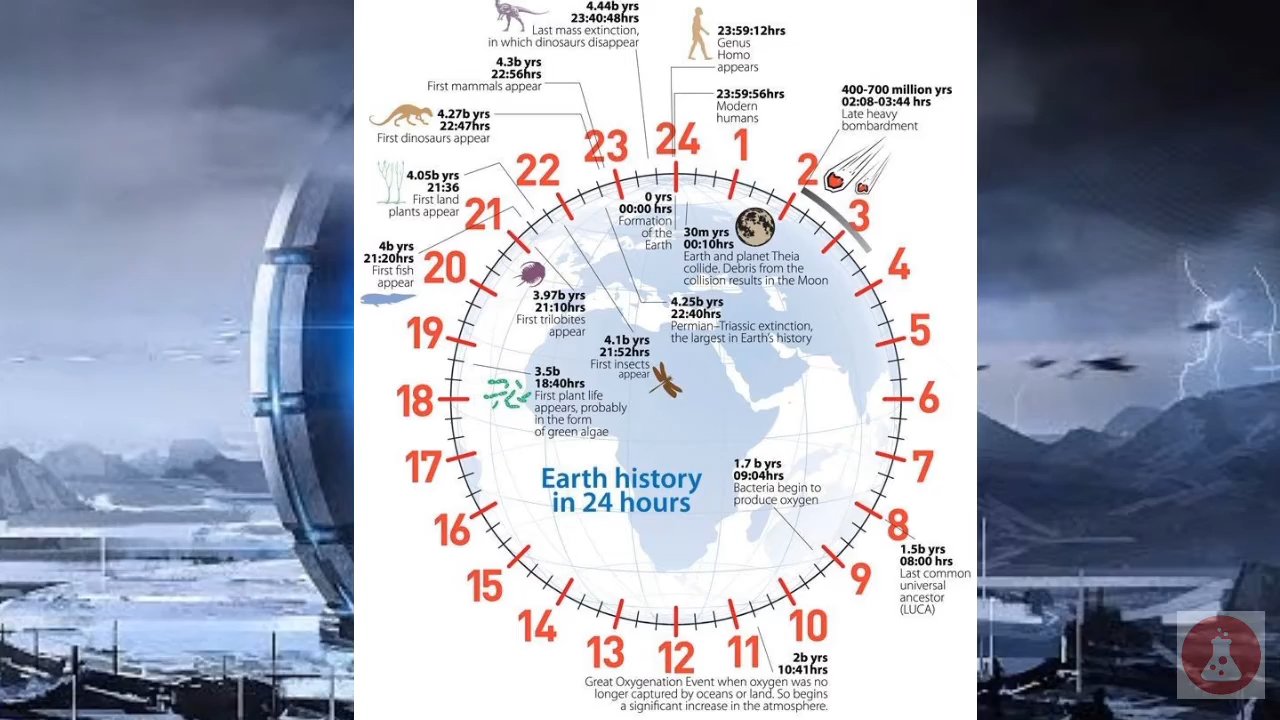 4.44b yrs
23:40:48hrs
Last mass extinction,
in which dinosaurs disappear
23:59:12hrs
Genus
Homo
appears
4.3b yrs
22:56hrs
First mammals appear
23:59:56hrs
Modern
humans
400-700 million yrs
02:08-03:44 hrs
Late heavy
bombardment
4.27b yrs
22:47hrs
First dinosaurs appear
4.05b yrs
21:36
First land
plants appear
4b yrs
21:20hrs
First fish
appear
24
1
2
3
4
5
6
7
8
9
10
11
12
13
14
15
16
17
18
19
20
21
22
23
0 yrs
00:00 hrs
Formation
of the
Earth
30m yrs
00:10hrs
Earth and planet Theia
collide. Debris from the
collision results in the Moon
3.97b yrs
21:10hrs
First trilobites
appear
4.25b yrs
22:40hrs
Permian–Triassic extinction,
the largest in Earth's history
4.1b yrs
21:52hrs
First insects
appear
3.5b
18:40hrs
First plant life
appears, probably
in the form
of green algae
Earth history
in 24 hours
1.7 b yrs
09:04hrs
Bacteria begin to
produce oxygen
1.5b yrs
08:00 hrs
Last common
universal
ancestor
(LUCA)
2b yrs
10:41hrs
Great Oxygenation Event when oxygen was no
longer captured by oceans or land. So begins
a significant increase in the atmosphere.